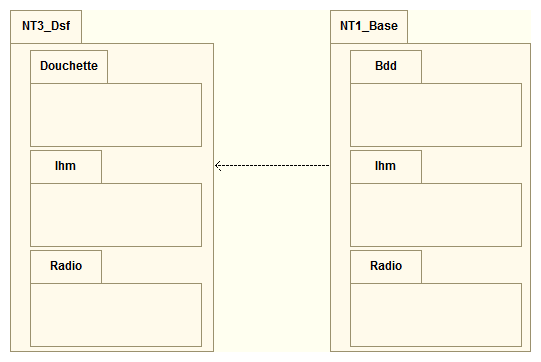 NT3_Dsf
Douchette
Ihm
Radio
NT1_Base
Bdd
Ihm
Radio